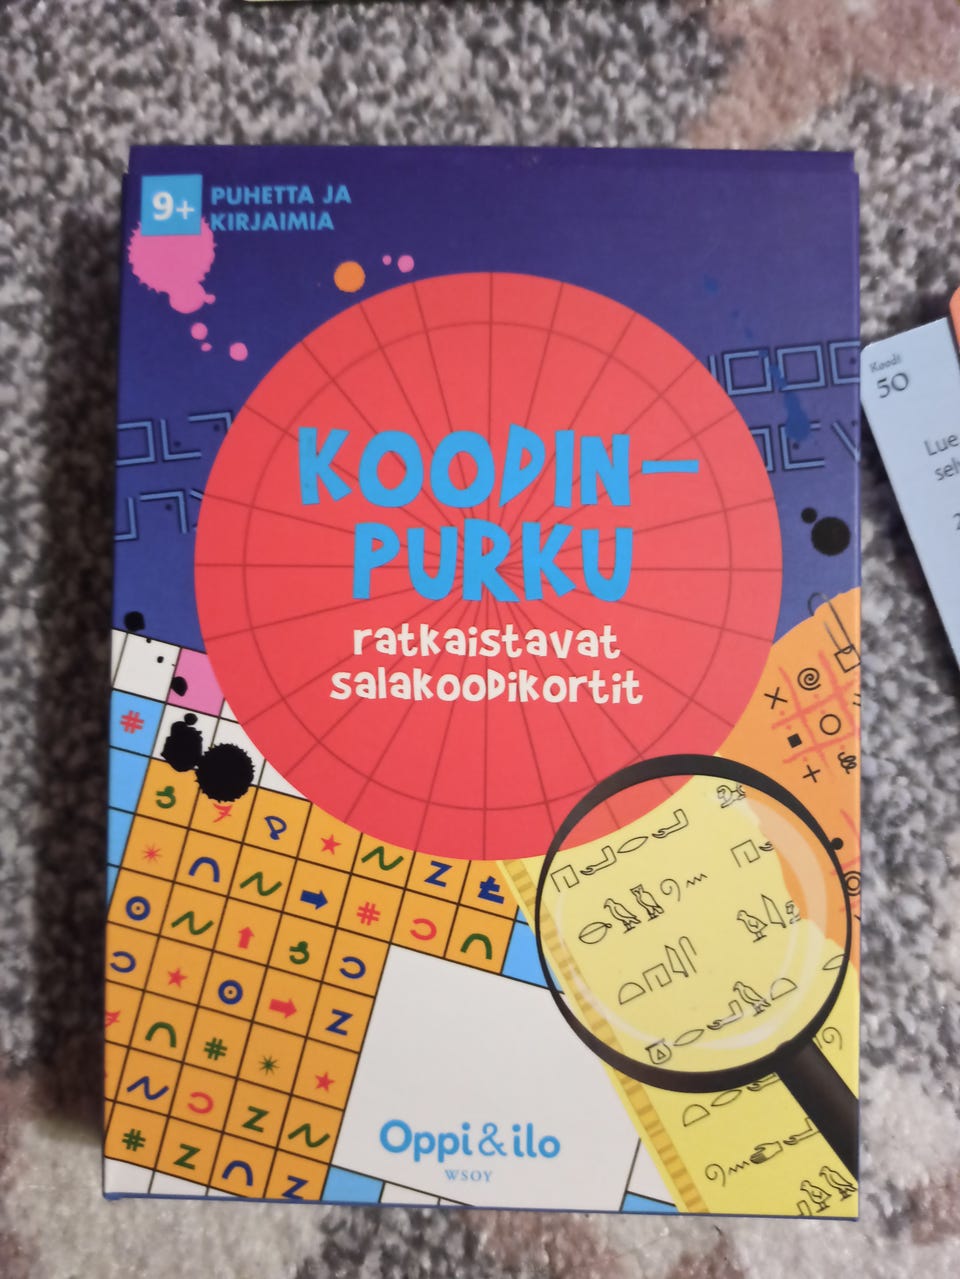 9+
PUHETTA JA
KIRJAIMIA
KOODIN-
PURKU
ratkaistavat
salakoodikortit
Oppi&ilo
WSOY
Koodi
50
Lue